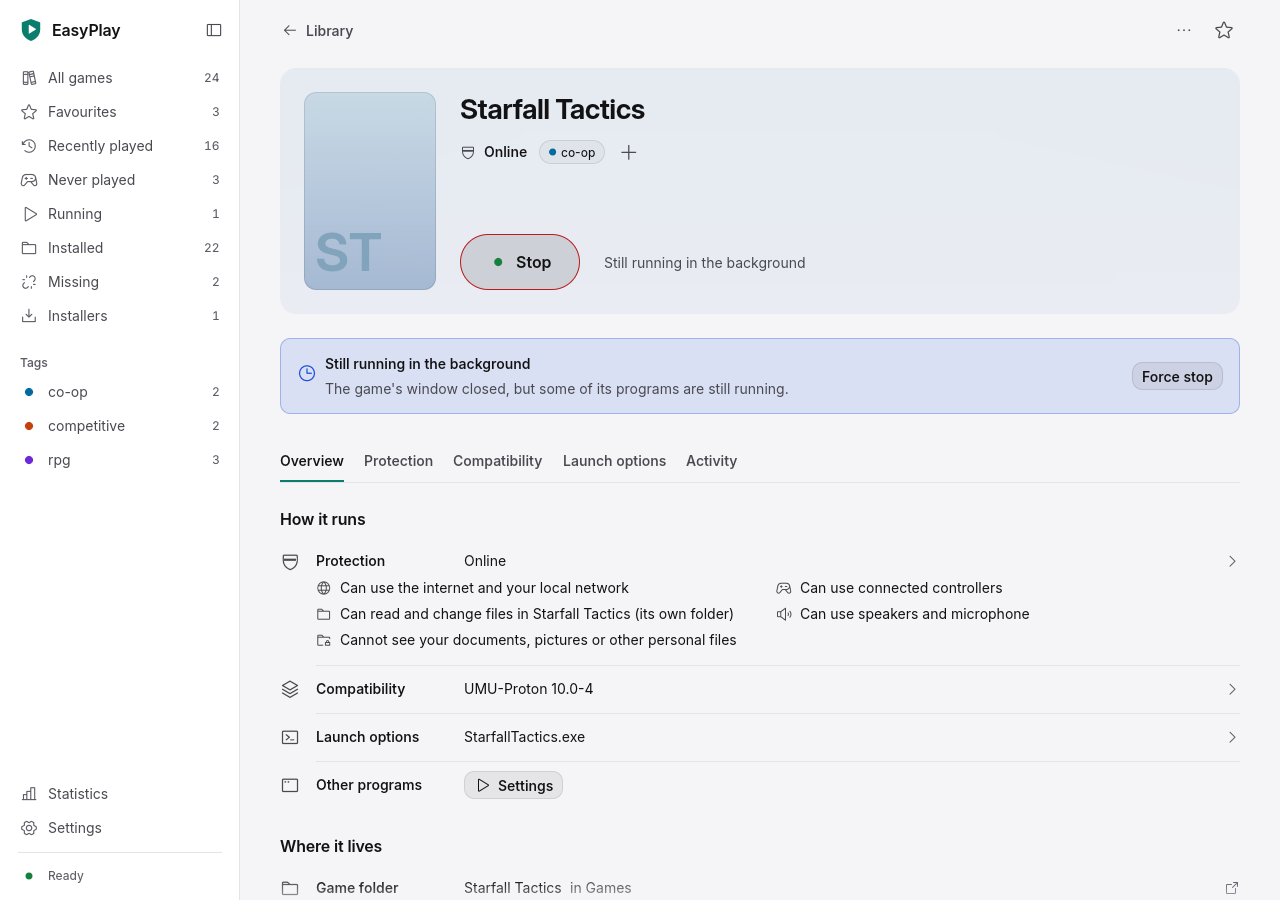 EasyPlay
All games 24
Favourites 3
Recently played 16
Never played 3
Running 1
Installed 22
Missing 2
Installers 1
Tags
co-op 2
competitive 2
rpg 3
Statistics
Settings
Ready
Library
ST
Starfall Tactics
Online co-op
Stop Still running in the background
Still running in the background
The game's window closed, but some of its programs are still running.
Force stop
Overview Protection Compatibility Launch options Activity
How it runs
Protection Online
Can use the internet and your local network
Can use connected controllers
Can read and change files in Starfall Tactics (its own folder)
Can use speakers and microphone
Cannot see your documents, pictures or other personal files
Compatibility UMU-Proton 10.0-4
Launch options StarfallTactics.exe
Other programs Settings
Where it lives
Game folder Starfall Tactics in Games